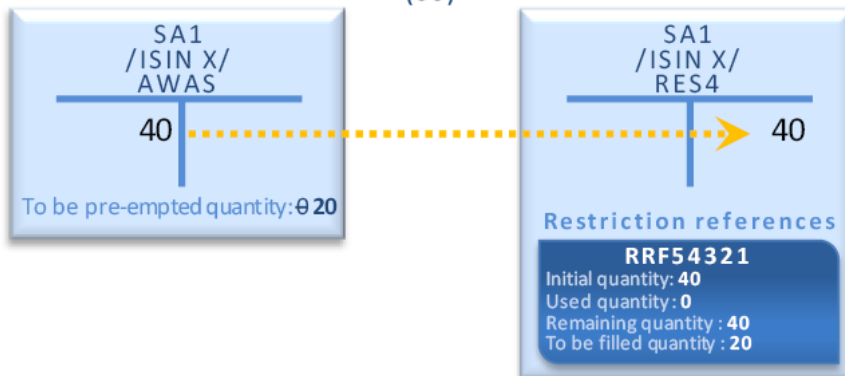 SA1
/ISIN X/
AWAS
40
To be pre-empted quantity: 0 20
SA1
/ISIN X/
RES4
40
Restriction references
RRF54321
Initial quantity: 40
Used quantity : 0
Remaining quantity : 40
To be filled quantity : 20